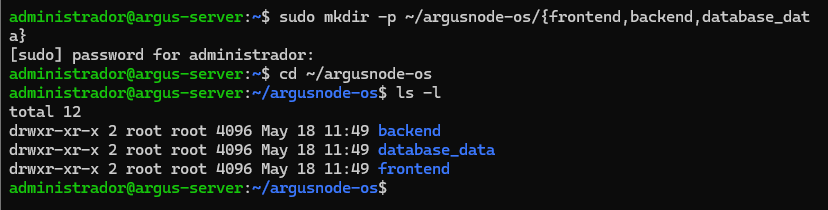 administrador@argus-server:~$ sudo mkdir -p ~/argusnode-os/{frontend,backend,database_dat
a}
[sudo] password for administrador:
administrador@argus-server:~$ cd ~/argusnode-os
administrador@argus-server:~/argusnode-os$ ls -l
total 12
drwxr-xr-x 2 root root 4096 May 18 11:49 backend
drwxr-xr-x 2 root root 4096 May 18 11:49 database_data
drwxr-xr-x 2 root root 4096 May 18 11:49 frontend
administrador@argus-server:~/argusnode-os$